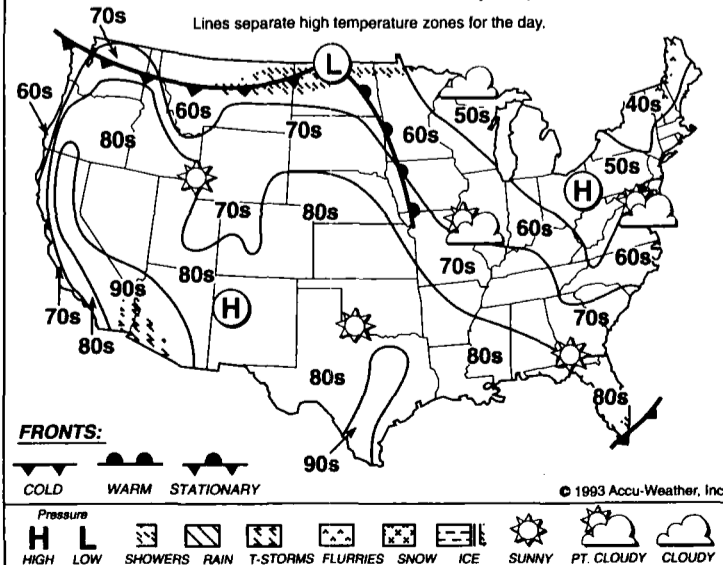 Lines separate high temperature zones for the day.
70s
L
60s
60s
50s
40s
80s
70s
60s
50s
H
70s
80s
60s
60s
80s
70s
90s
H
70s
80s
70s
80s
80s
80s
90s
FRONTS:
COLD WARM STATIONARY
© 1993 Accu-Weather, Inc
Pressure
H L
HIGH LOW SHOWERS RAIN T-STORMS FLURRIES SNOW ICE SUNNY PT. CLOUDY CLOUDY